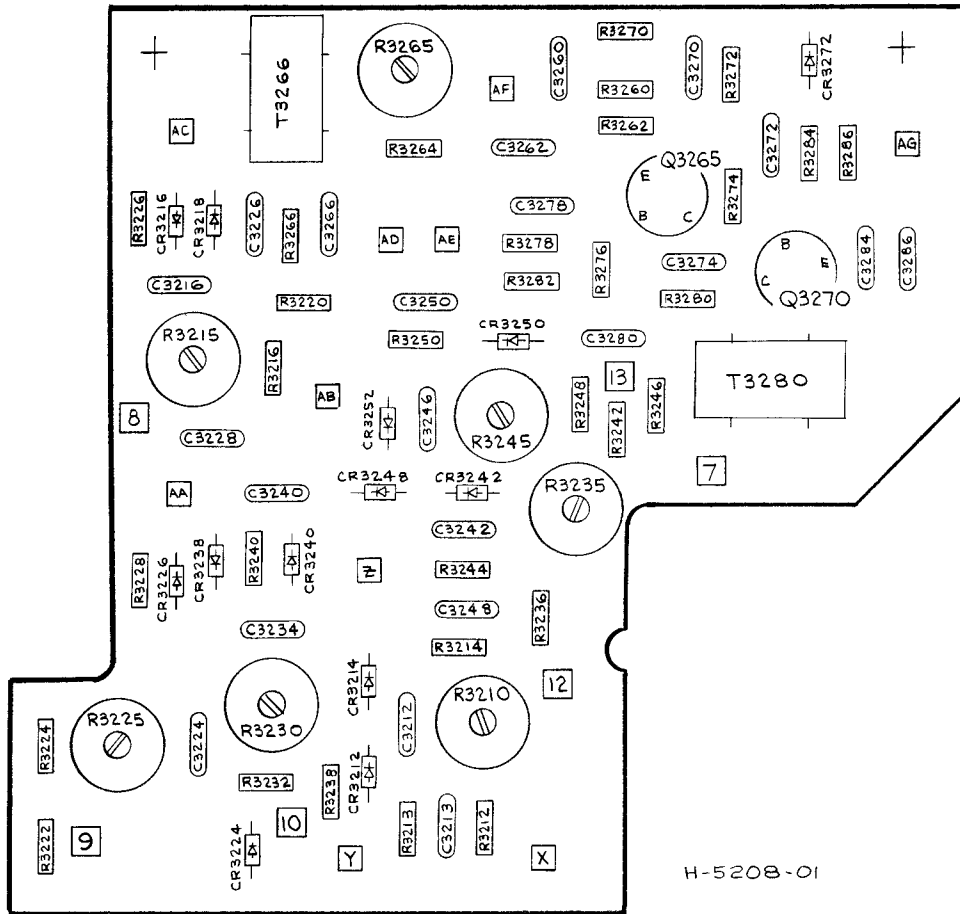 R3270
R3265
T3266
C3260
C3270
R3272
CR3272
AF
R3260
AC
R3262
C3272
R3284
R3286
AG
R3264
C3262
Q3265
E
B
C
R3274
R3226
CR3216
CR3218
C3226
R3266
C3266
C3278
AD
AE
R3278
R3276
C3274
B
E
C
Q3270
C3284
C3286
C3216
R3282
R3220
C3250
R3280
R3215
R3250
CR3250
C3280
R3216
T3280
AB
13
R3248
R3242
R3246
8
CR3252
C3246
R3245
C3228
7
CR3248
CR3242
R3235
AA
C3240
C3242
R3228
CR3226
CR3238
R3240
CR3240
Z
R3244
C3248
R3236
C3234
R3214
CR3214
12
R3210
R3225
R3230
C3212
R3224
C3224
CR3212
R3232
R3238
10
R3213
C3213
R3212
9
R3222
CR3224
Y
X
H-5208-01